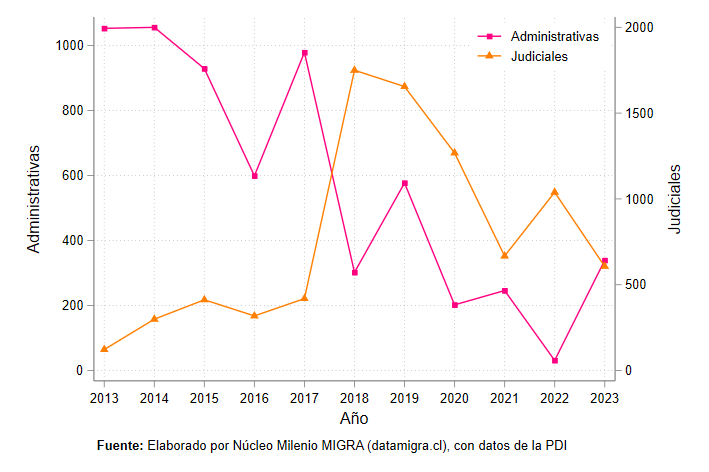 Administrativas
Judiciales
1000
800
600
400
200
0
Administrativas
2000
1500
1000
500
0
Judiciales
2013 2014 2015 2016 2017 2018 2019 2020 2021 2022 2023
Año
Fuente: Elaborado por Núcleo Milenio MIGRA (datamigra.cl), con datos de la PDI